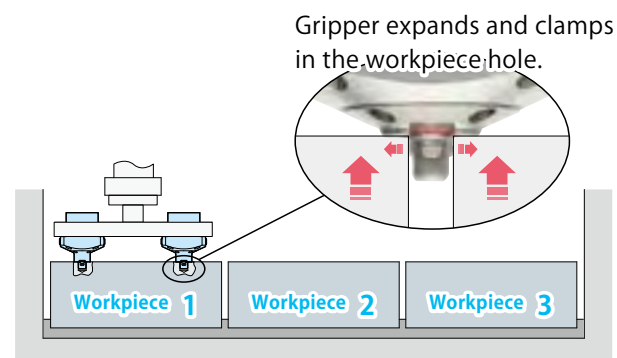 Gripper expands and clamps
in the workpiece hole.
Workpiece 1
Workpiece 2
Workpiece 3